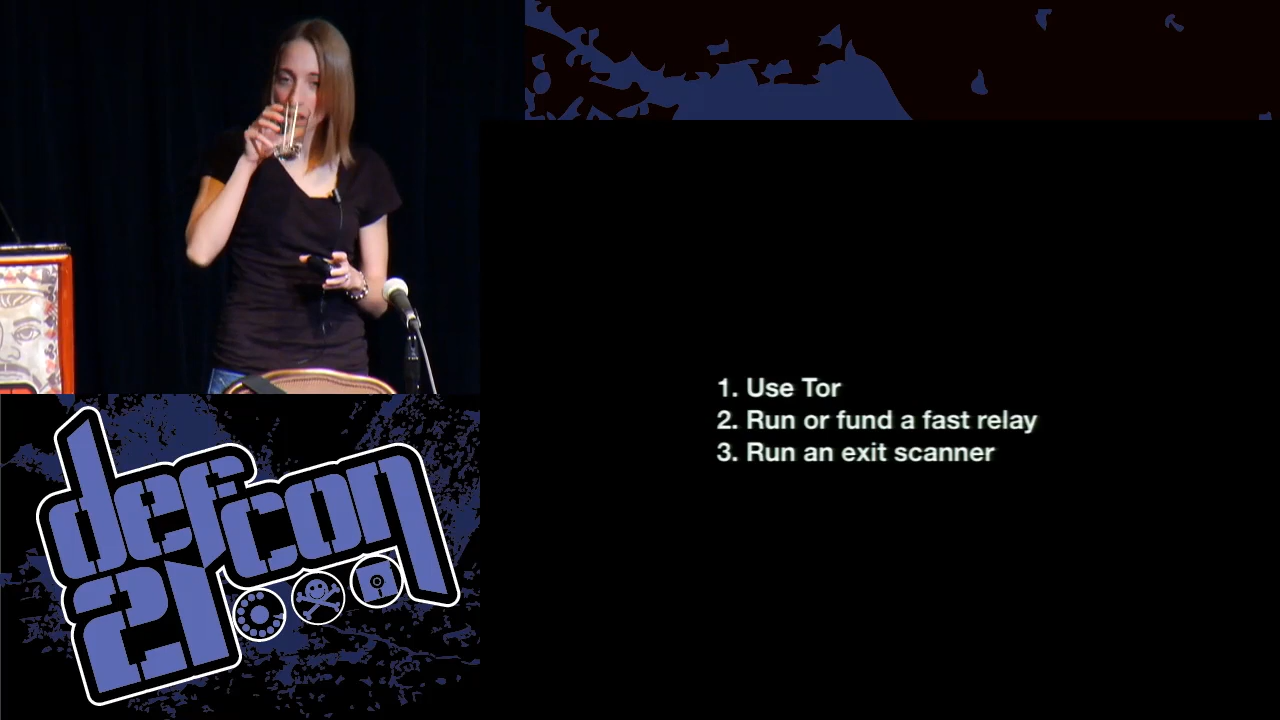 defcon
21
1. Use Tor
2. Run or fund a fast relay
3. Run an exit scanner